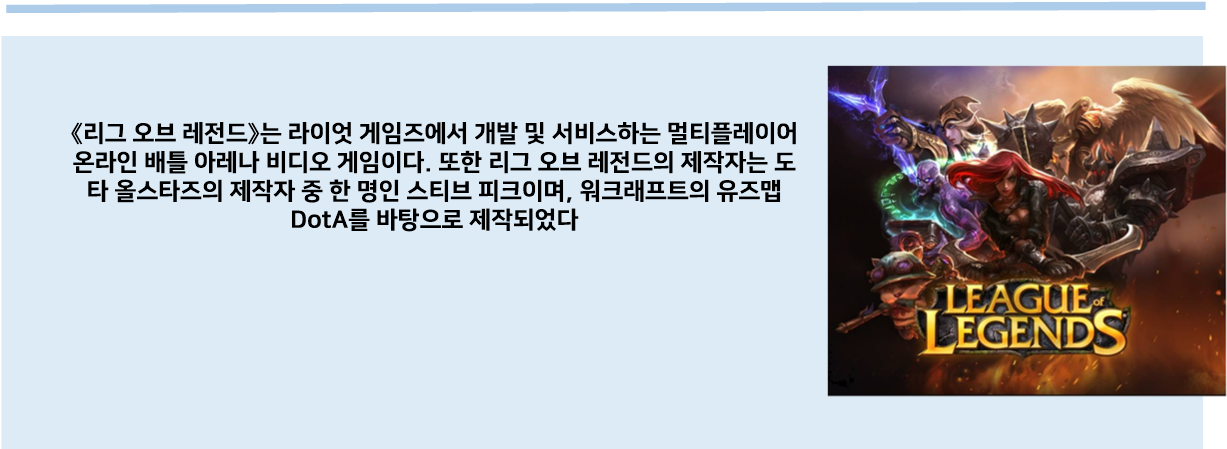 《리그 오브 레전드》는 라이엇 게임즈에서 개발 및 서비스하는 멀티플레이어
온라인 배틀 아레나 비디오 게임이다. 또한 리그 오브 레전드의 제작자는 도
타 올스타즈의 제작자 중 한 명인 스티브 피크이며, 워크래프트의 유즈맵
DotA를 바탕으로 제작되었다
LEAGUE of
LEGENDS